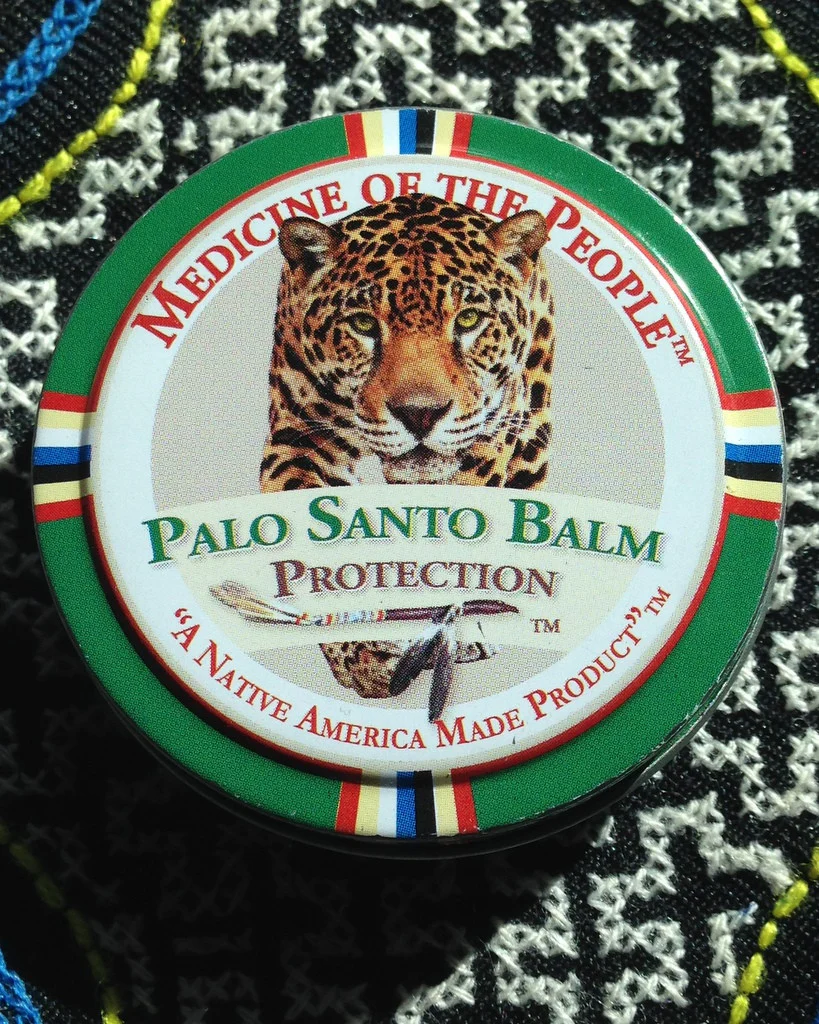 MEDICINE OF THE PEOPLE™
PALO SANTO BALM
PROTECTION
™
"A NATIVE AMERICA MADE PRODUCT"™